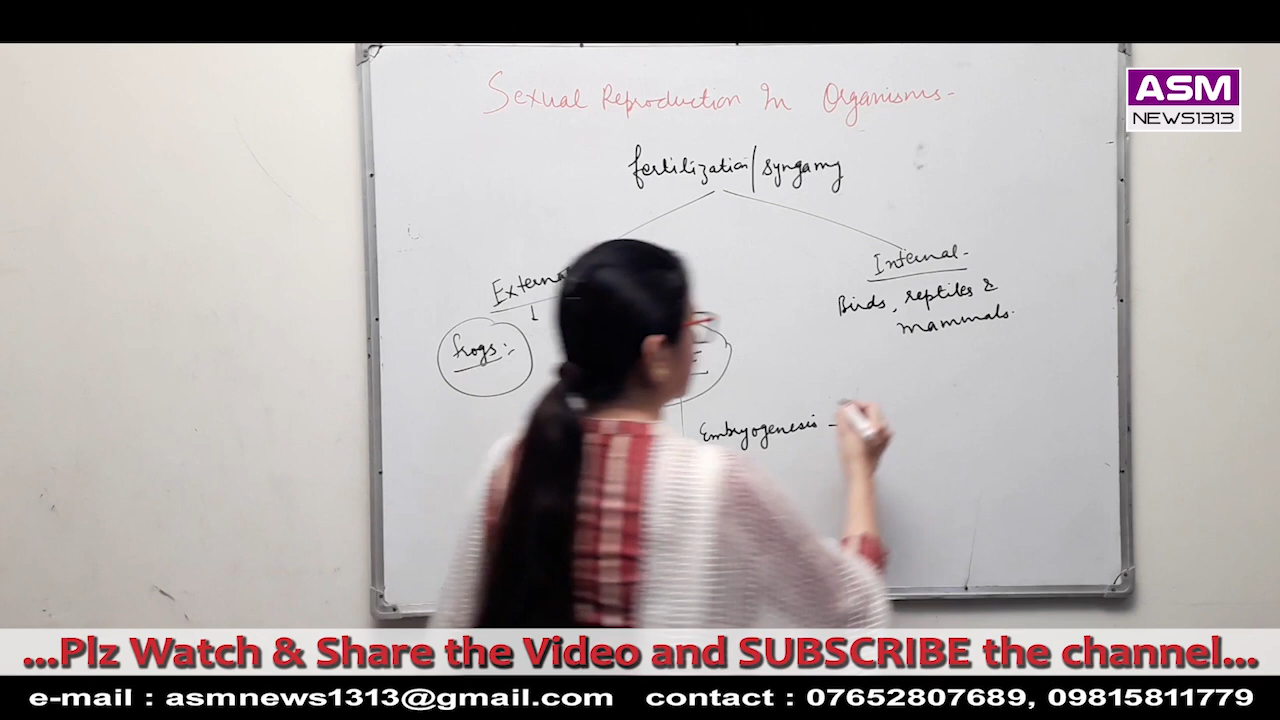 Sexual Reproduction In Organisms-
ASM
NEWS1313
fertilization/syngamy
External
Internal-
Birds, reptiles &
mammals.
frogs:-
Embryogenesis -
...Plz Watch & Share the Video and SUBSCRIBE the channel...
e-mail : asmnews1313@gmail.com contact : 07652807689, 09815811779